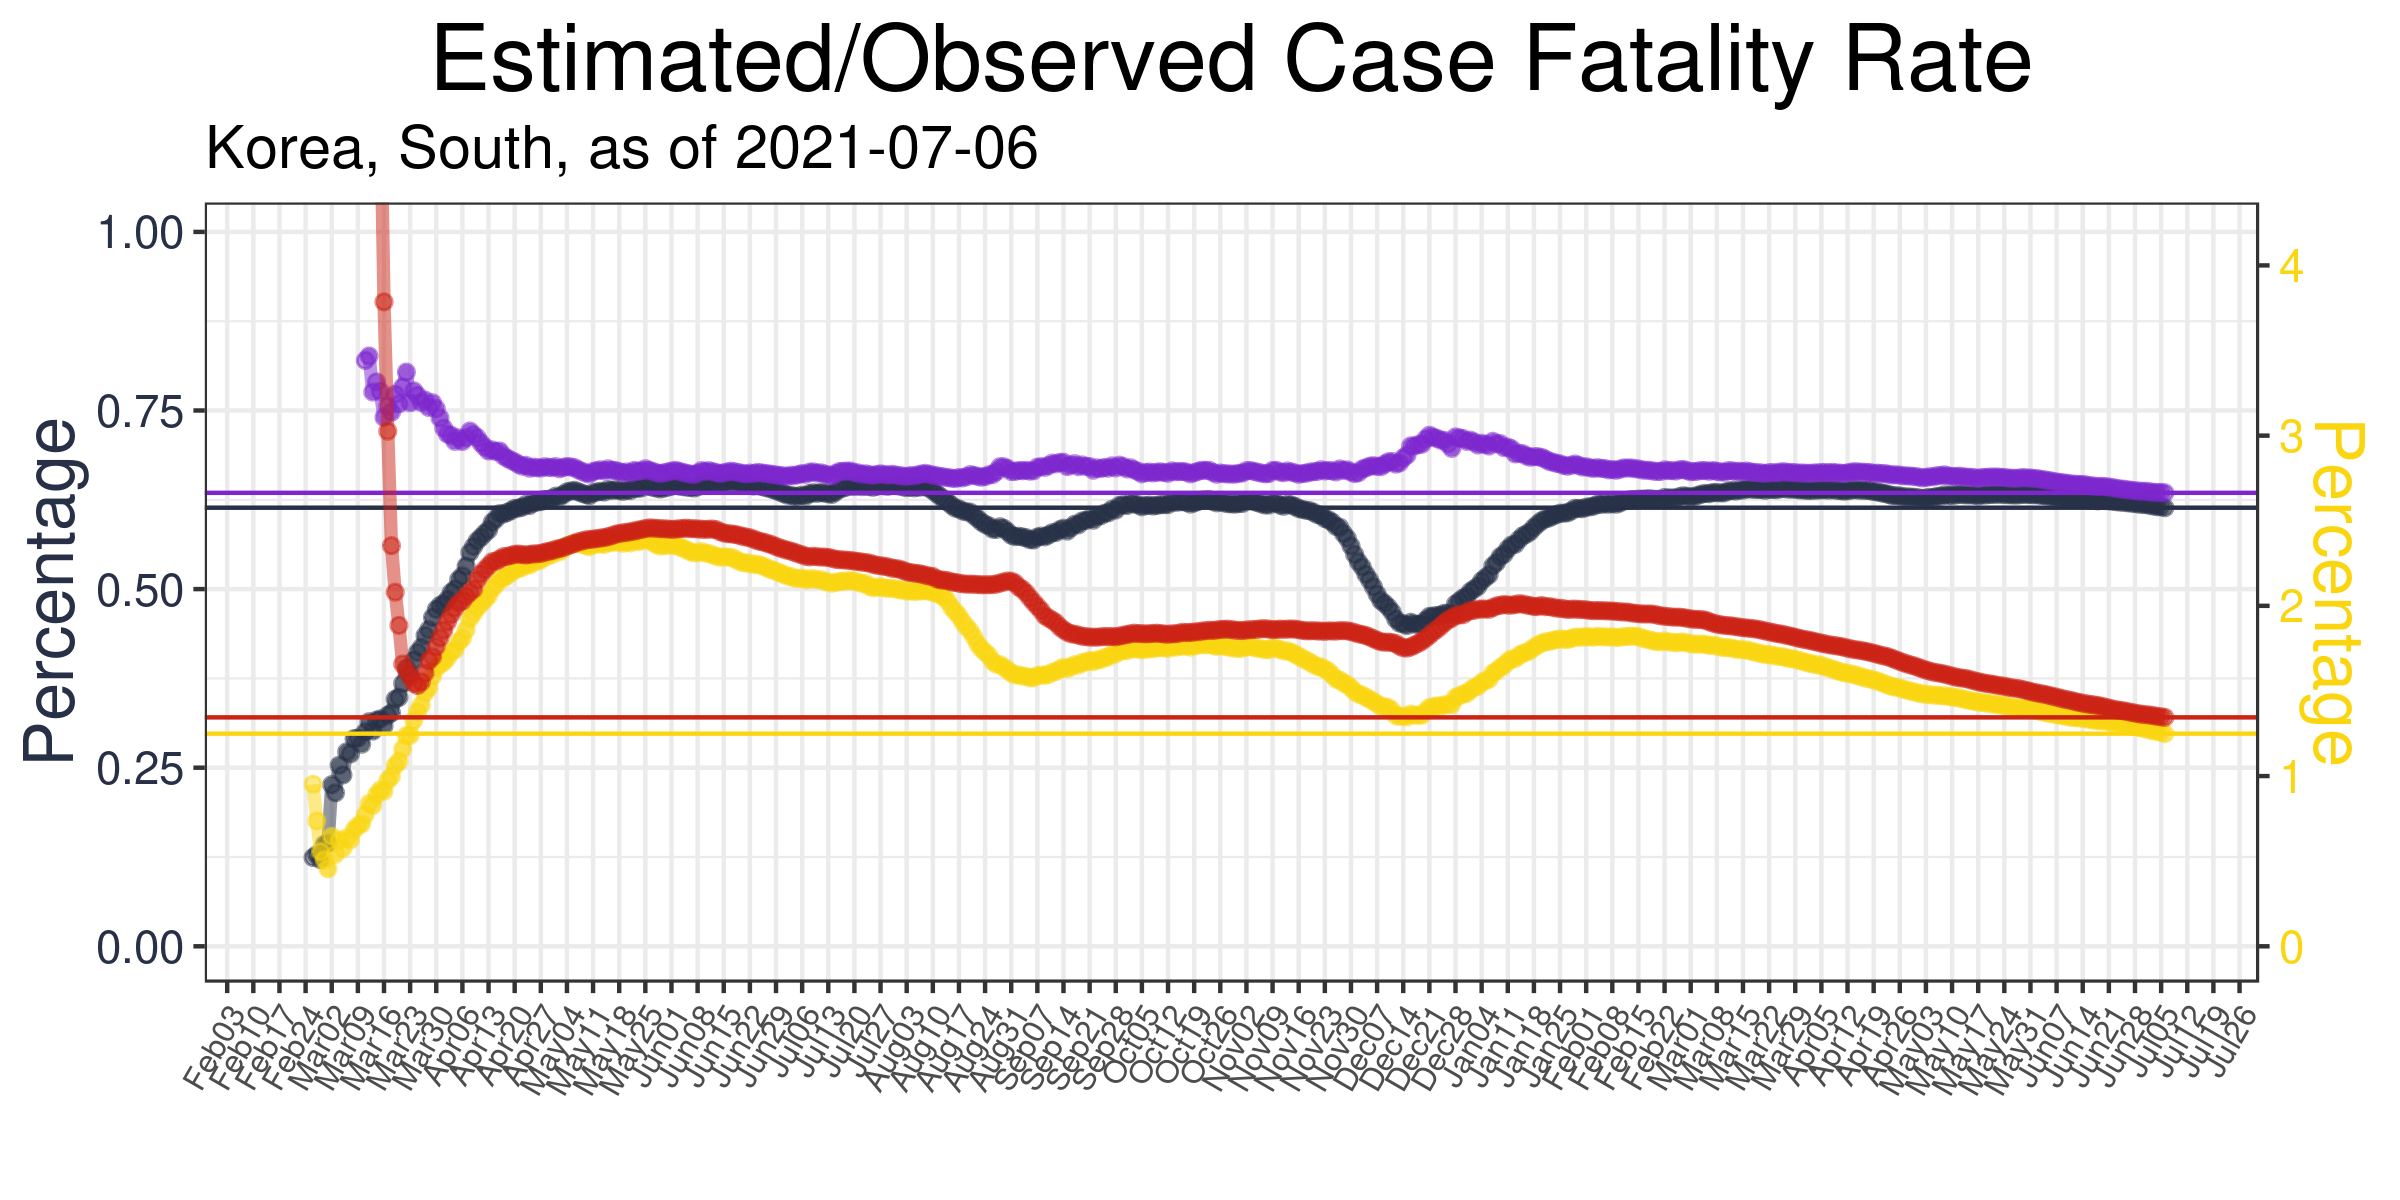 Estimated/Observed Case Fatality Rate
Korea, South, as of 2021-07-06
Percentage
1.00
0.75
0.50
0.25
0.00
4
3
2
1
0
Percentage
Feb03
Feb10
Feb17
Feb24
Mar02
Mar09
Mar16
Mar23
Mar30
Apr06
Apr13
Apr20
Apr27
May04
May11
May18
May25
Jun01
Jun08
Jun15
Jun22
Jun29
Jul06
Jul13
Jul20
Jul27
Aug03
Aug10
Aug17
Aug24
Aug31
Sep07
Sep14
Sep21
Sep28
Oct05
Oct12
Oct19
Oct26
Nov02
Nov09
Nov16
Nov23
Nov30
Dec07
Dec14
Dec21
Dec28
Jan04
Jan11
Jan18
Jan25
Feb01
Feb08
Feb15
Feb22
Mar01
Mar08
Mar15
Mar22
Mar29
Apr05
Apr12
Apr19
Apr26
May03
May10
May17
May24
May31
Jun07
Jun14
Jun21
Jun28
Jul05
Jul12
Jul19
Jul26